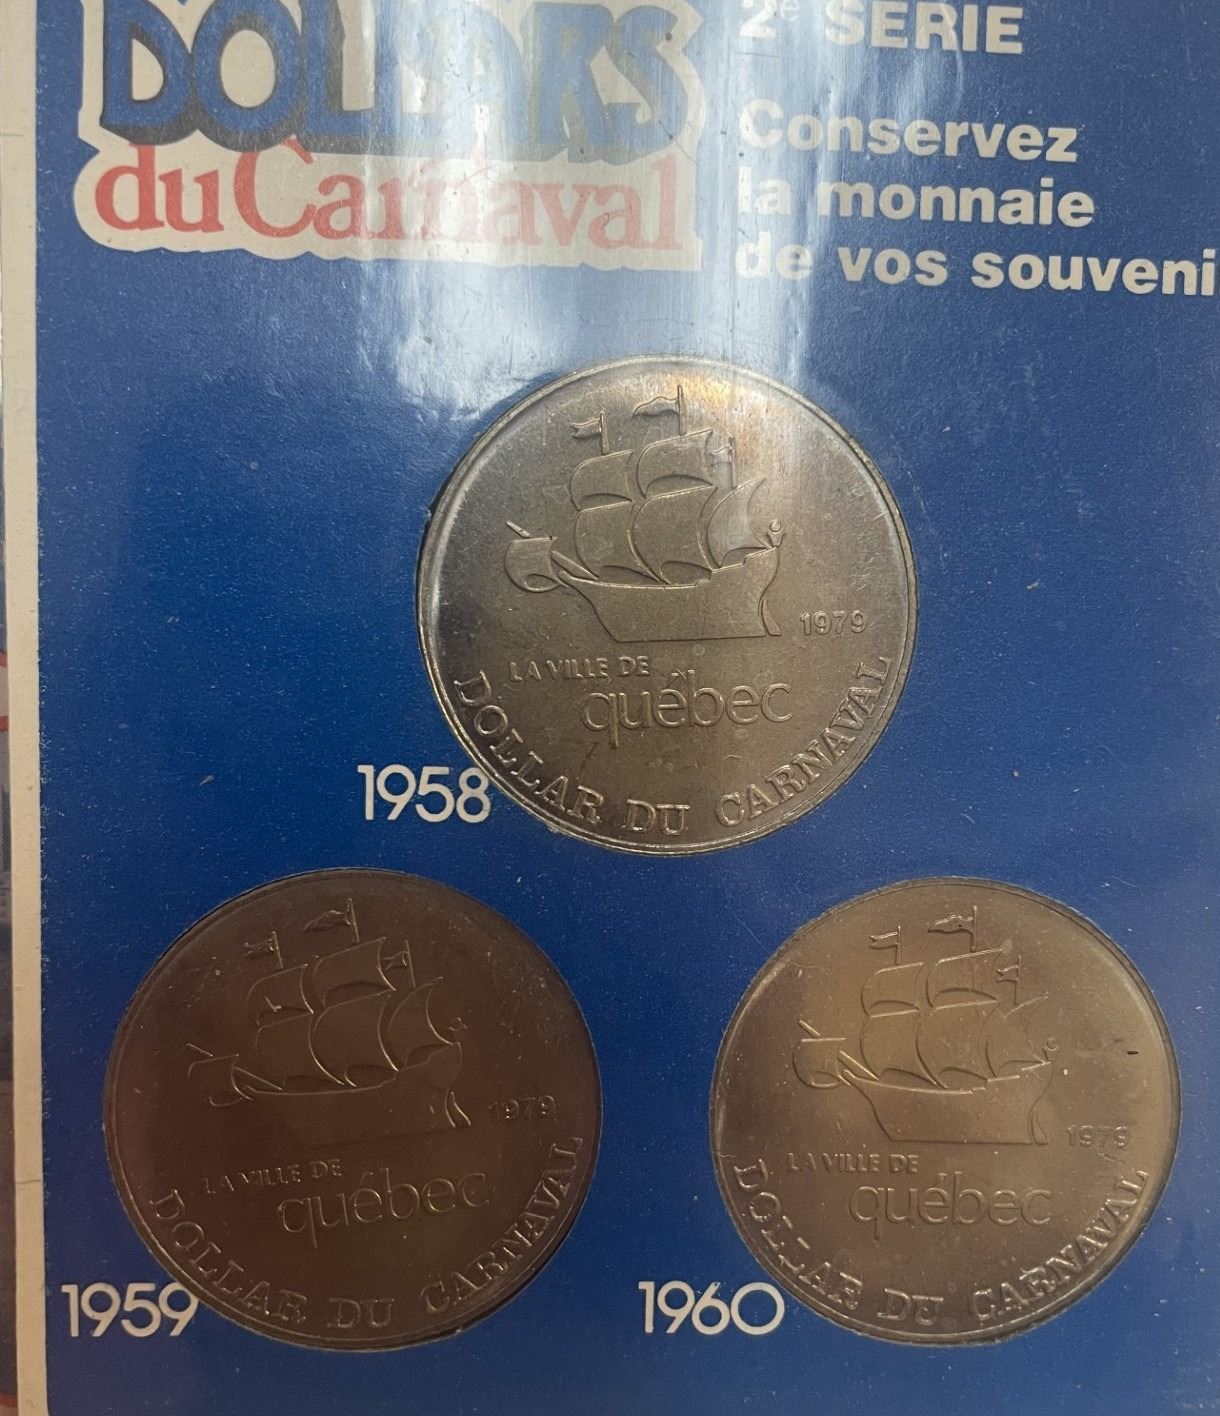 DOLLARS
du Carnaval
2e SERIE
Conservez
la monnaie
de vos souveni
1979
LA VILLE DE
québec
DOLLAR DU CARNAVAL
1958
1979
LA VILLE DE
québec
DOLLAR DU CARNAVAL
1959
1979
LA VILLE DE
québec
DOLLAR DU CARNAVAL
1960